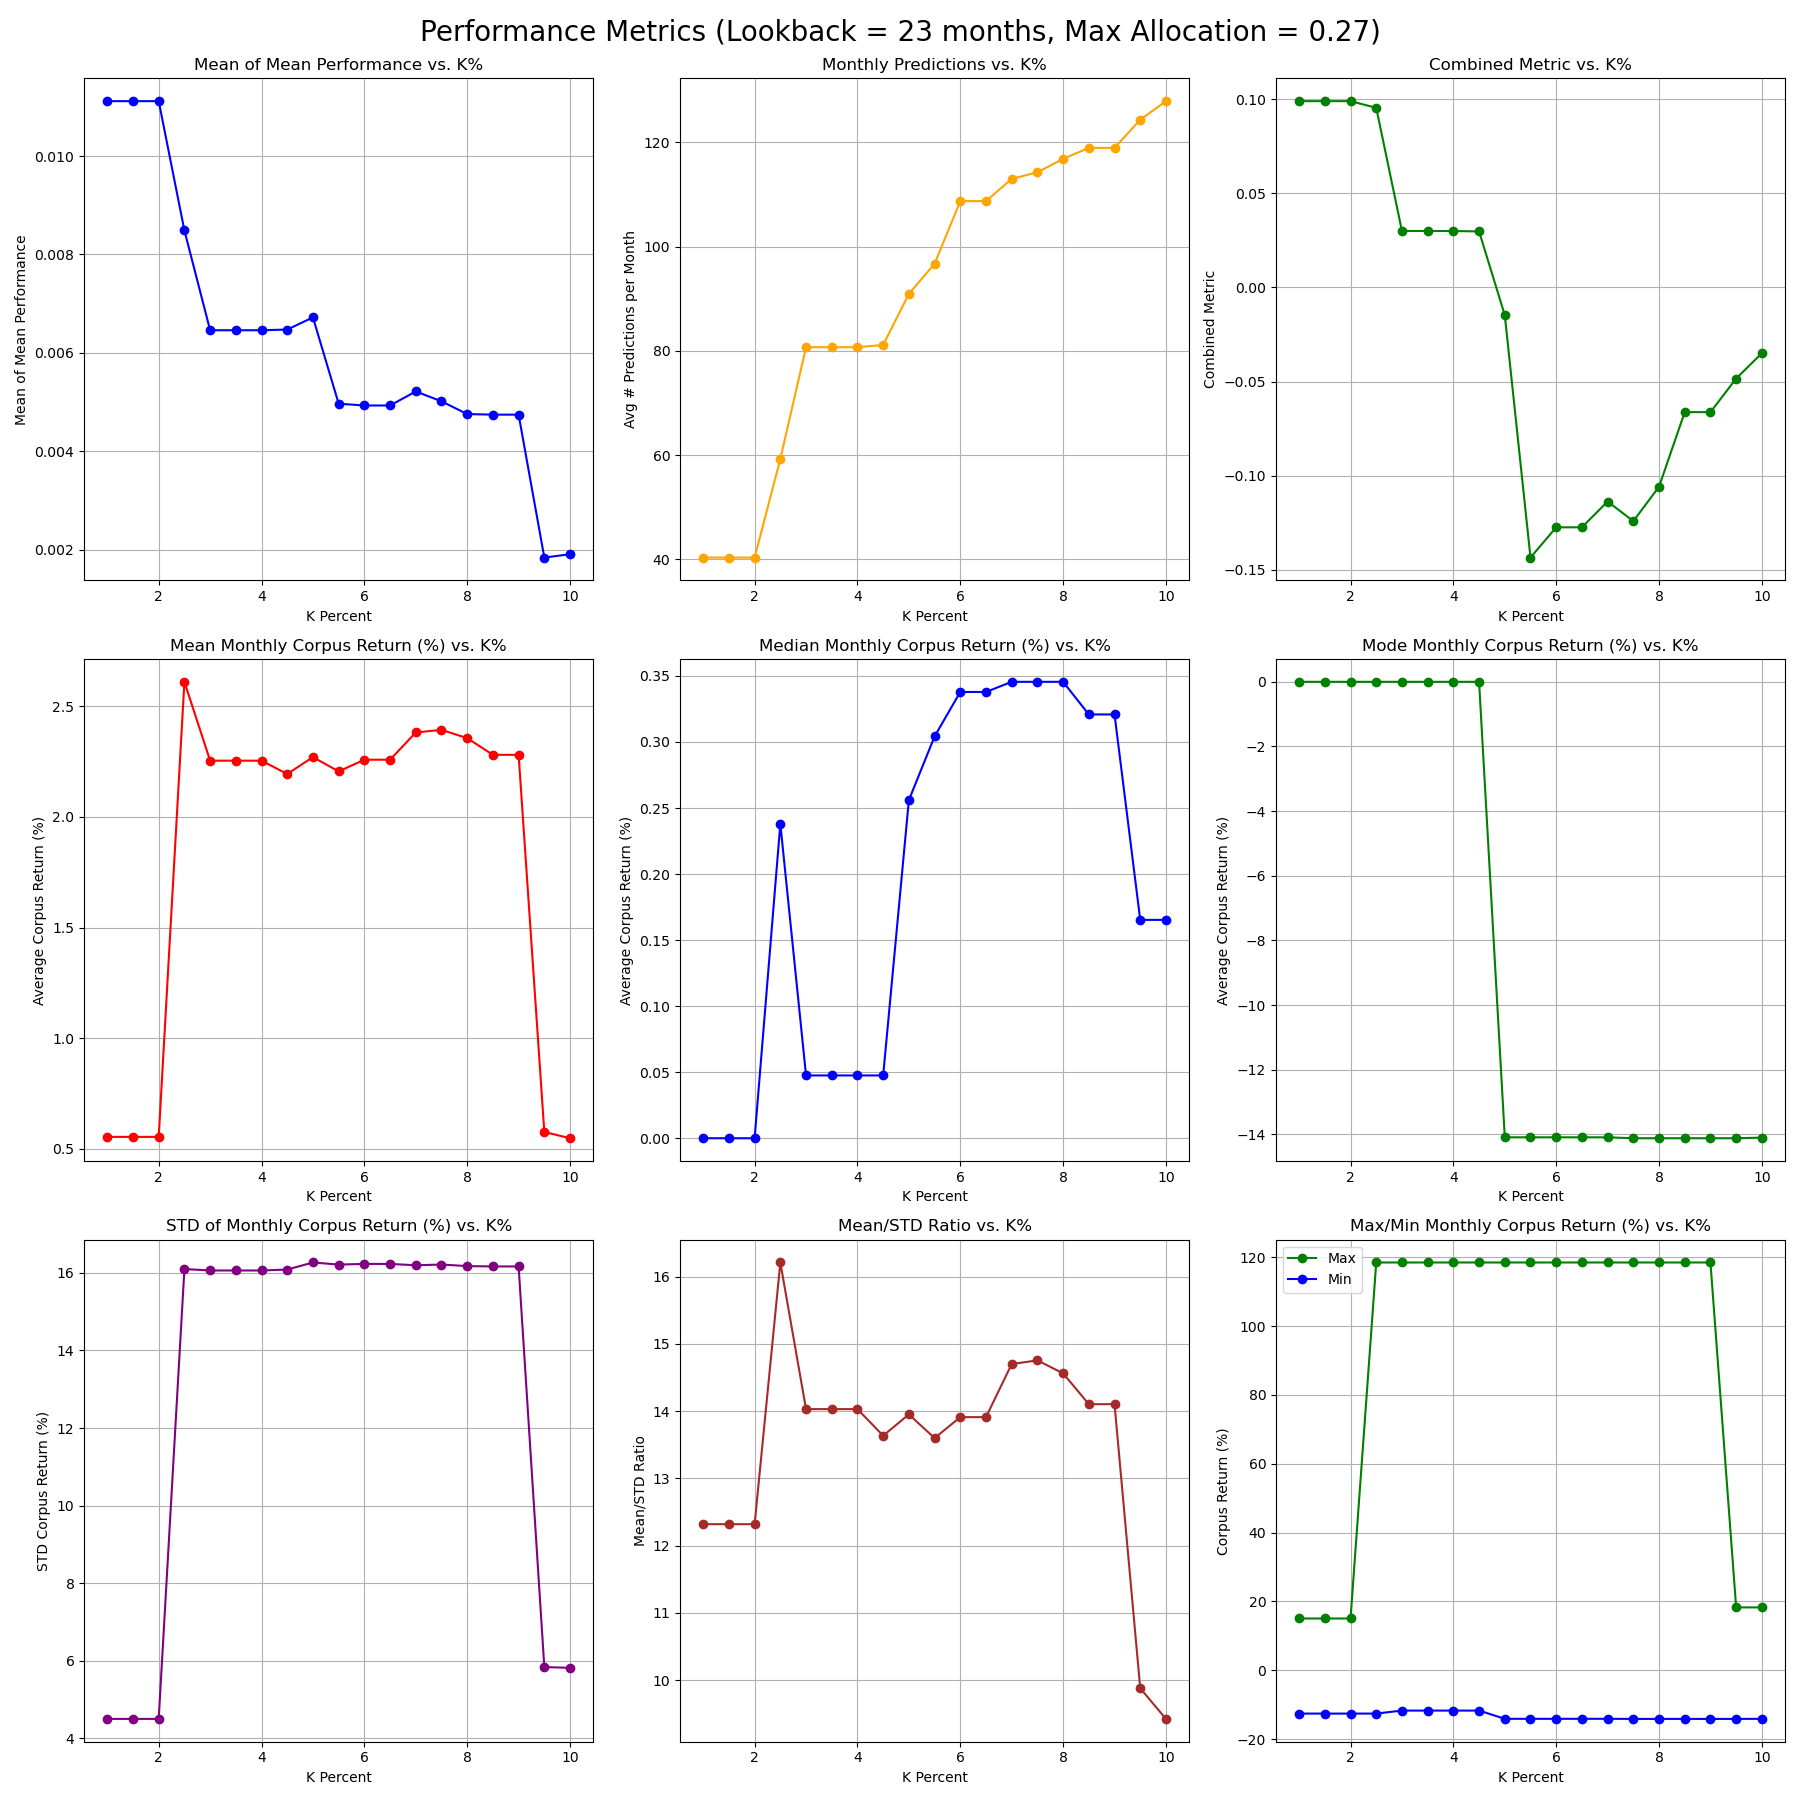 Performance Metrics (Lookback = 23 months, Max Allocation = 0.27)
Mean of Mean Performance vs. K%
Mean of Mean Performance
0.010
0.008
0.006
0.004
0.002
2 4 6 8 10
K Percent
Monthly Predictions vs. K%
Avg # Predictions per Month
120
100
80
60
40
2 4 6 8 10
K Percent
Combined Metric vs. K%
Combined Metric
0.10
0.05
0.00
−0.05
−0.10
−0.15
2 4 6 8 10
K Percent
Mean Monthly Corpus Return (%) vs. K%
Average Corpus Return (%)
2.5
2.0
1.5
1.0
0.5
2 4 6 8 10
K Percent
Median Monthly Corpus Return (%) vs. K%
Average Corpus Return (%)
0.35
0.30
0.25
0.20
0.15
0.10
0.05
0.00
2 4 6 8 10
K Percent
Mode Monthly Corpus Return (%) vs. K%
Average Corpus Return (%)
0
−2
−4
−6
−8
−10
−12
−14
2 4 6 8 10
K Percent
STD of Monthly Corpus Return (%) vs. K%
STD Corpus Return (%)
16
14
12
10
8
6
4
2 4 6 8 10
K Percent
Mean/STD Ratio vs. K%
Mean/STD Ratio
16
15
14
13
12
11
10
2 4 6 8 10
K Percent
Max/Min Monthly Corpus Return (%) vs. K%
Corpus Return (%)
Max
Min
120
100
80
60
40
20
0
−20
2 4 6 8 10
K Percent